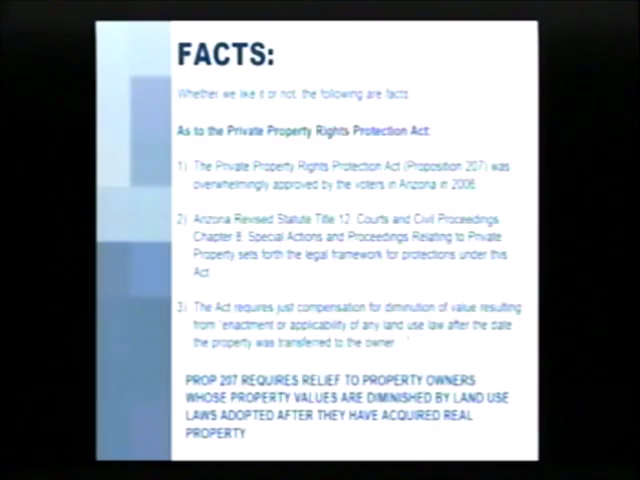 FACTS:
Whether we like it or not, the following are facts
As to the Private Property Rights Protection Act:
1) The Private Property Rights Protection Act (Proposition 207) was
overwhelmingly approved by the voters in Arizona in 2006
2) Arizona Revised Statute Title 12. Courts and Civil Proceedings
Chapter 8. Special Actions and Proceedings Relating to Private
Property sets forth the legal framework for protections under this
Act
3) The Act requires just compensation for diminution of value resulting
from "enactment or applicability of any land use law after the date
the property was transferred to the owner "
PROP 207 REQUIRES RELIEF TO PROPERTY OWNERS
WHOSE PROPERTY VALUES ARE DIMINISHED BY LAND USE
LAWS ADOPTED AFTER THEY HAVE ACQUIRED REAL
PROPERTY